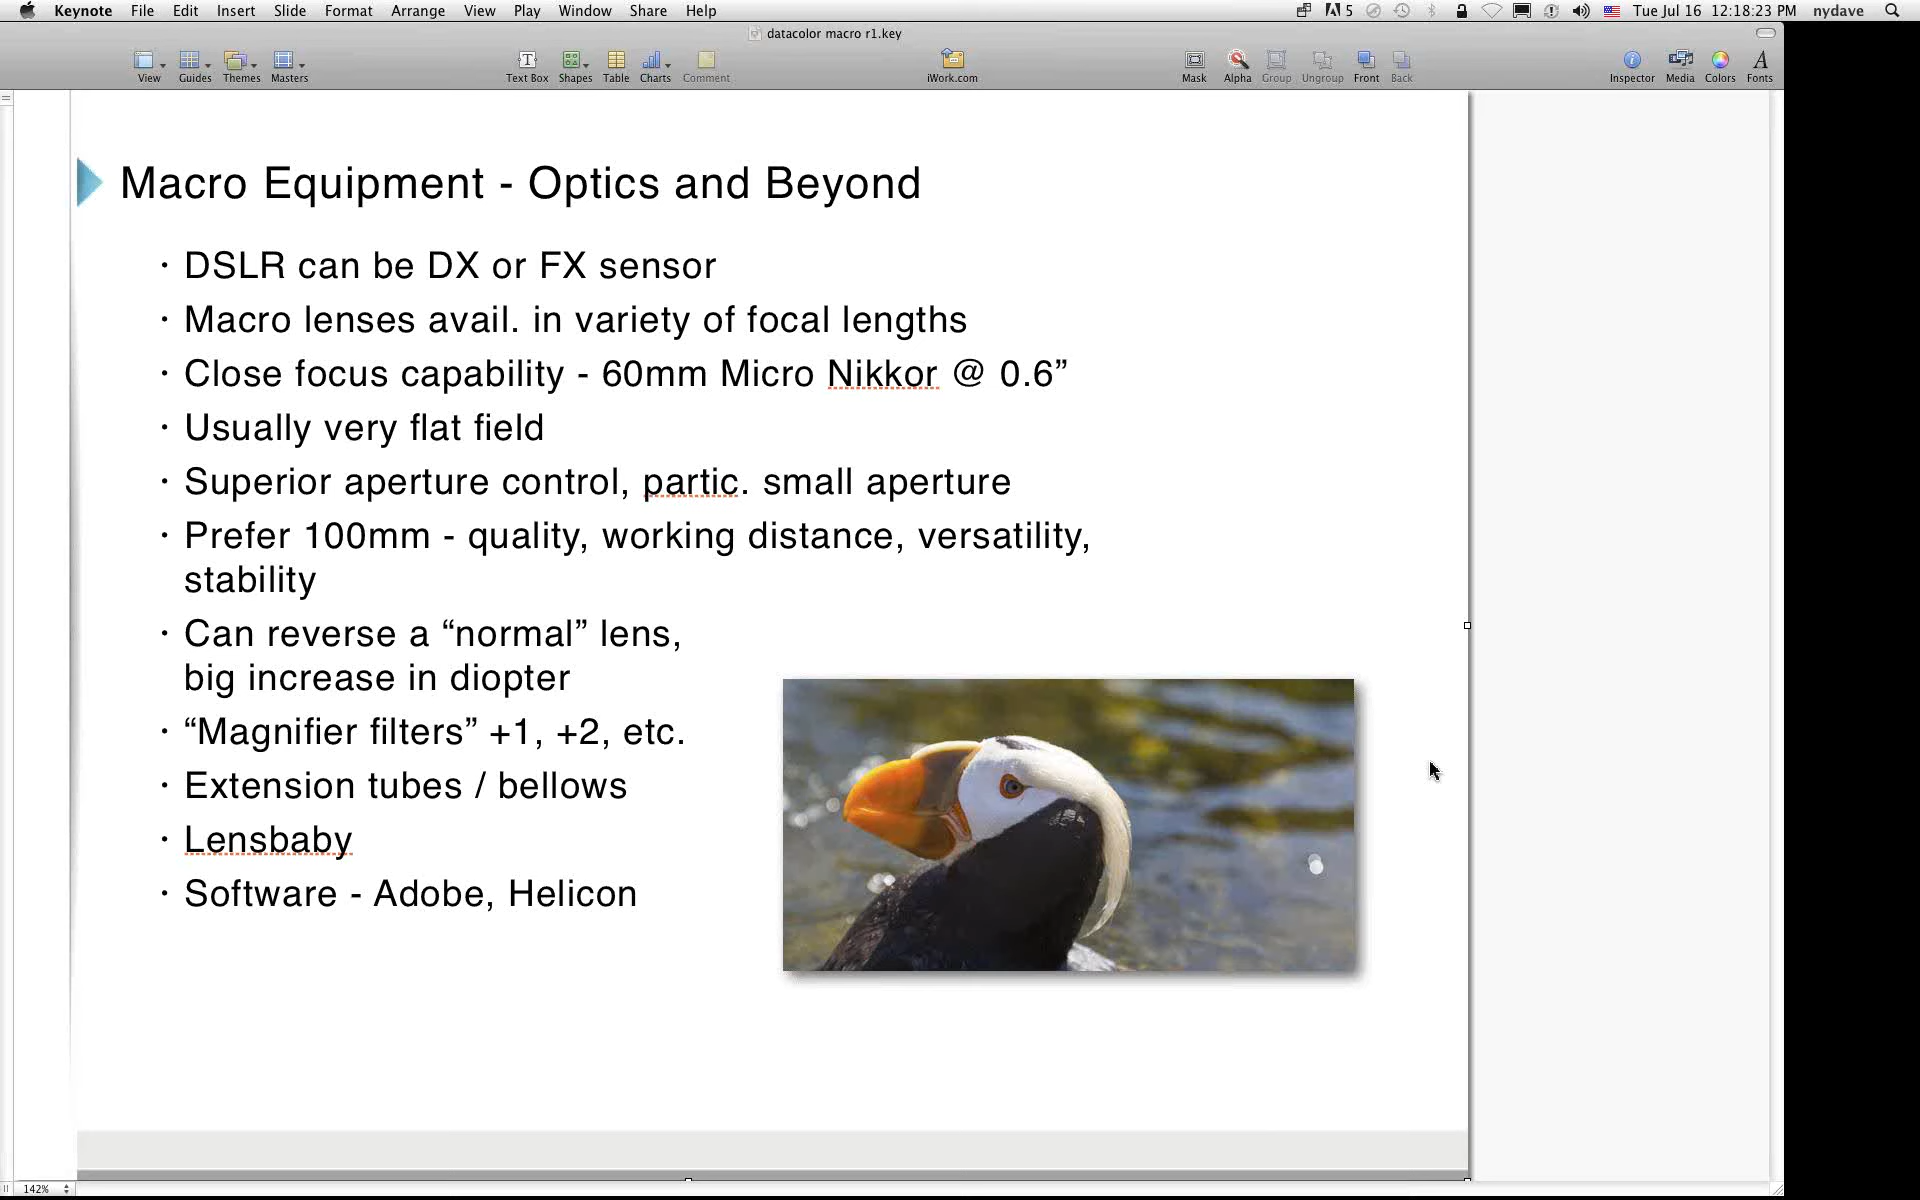 Keynote File Edit Insert Slide Format Arrange View Play Window Share Help 5 Tue Jul 16 12:18:23 PM nydave
datacolor macro r1.key
View Guides Themes Masters Text Box Shapes Table Charts Comment iWork.com Mask Alpha Group Ungroup Front Back Inspector Media Colors Fonts
Macro Equipment - Optics and Beyond
· DSLR can be DX or FX sensor
· Macro lenses avail. in variety of focal lengths
· Close focus capability - 60mm Micro Nikkor @ 0.6”
· Usually very flat field
· Superior aperture control, partic. small aperture
· Prefer 100mm - quality, working distance, versatility,
stability
· Can reverse a “normal” lens,
big increase in diopter
· “Magnifier filters” +1, +2, etc.
· Extension tubes / bellows
· Lensbaby
· Software - Adobe, Helicon
142%